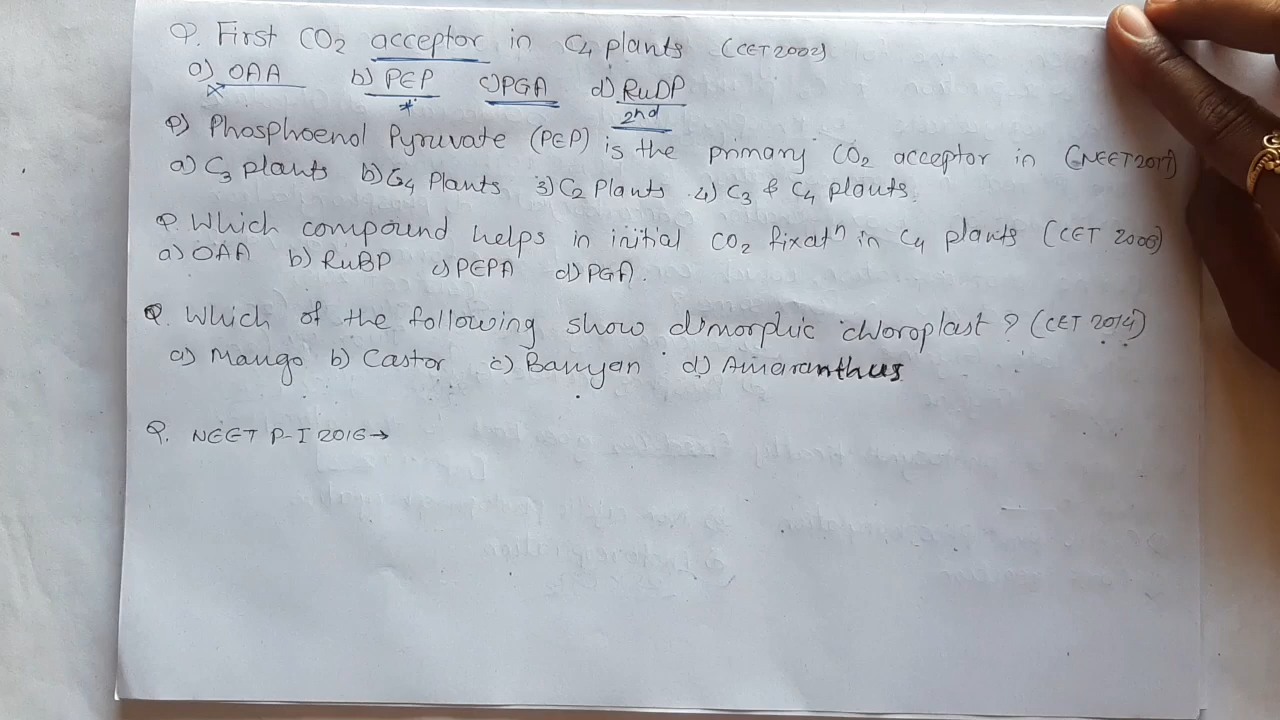 Q. First CO2 acceptor in C4 plants (CET 2002)
a) OAA b) PEP c) PGA d) RuDP
x * 2nd
Q) Phosphoenol Pyruvate (PEP) is the primary CO2 acceptor in (NEET 2017)
a) C3 plants b) C4 Plants 3) C2 Plants 4) C3 & C4 plants.
Q. Which compound helps in initial CO2 fixatn in C4 plants (CET 2006)
a) OAA b) RuBP c) PEPA d) PGA.
Q. Which of the following show dimorphic chloroplast? (CET 2014)
a) Mango b) Castor c) Banyan d) Amaranthus
Q. NEET P-I 2016→